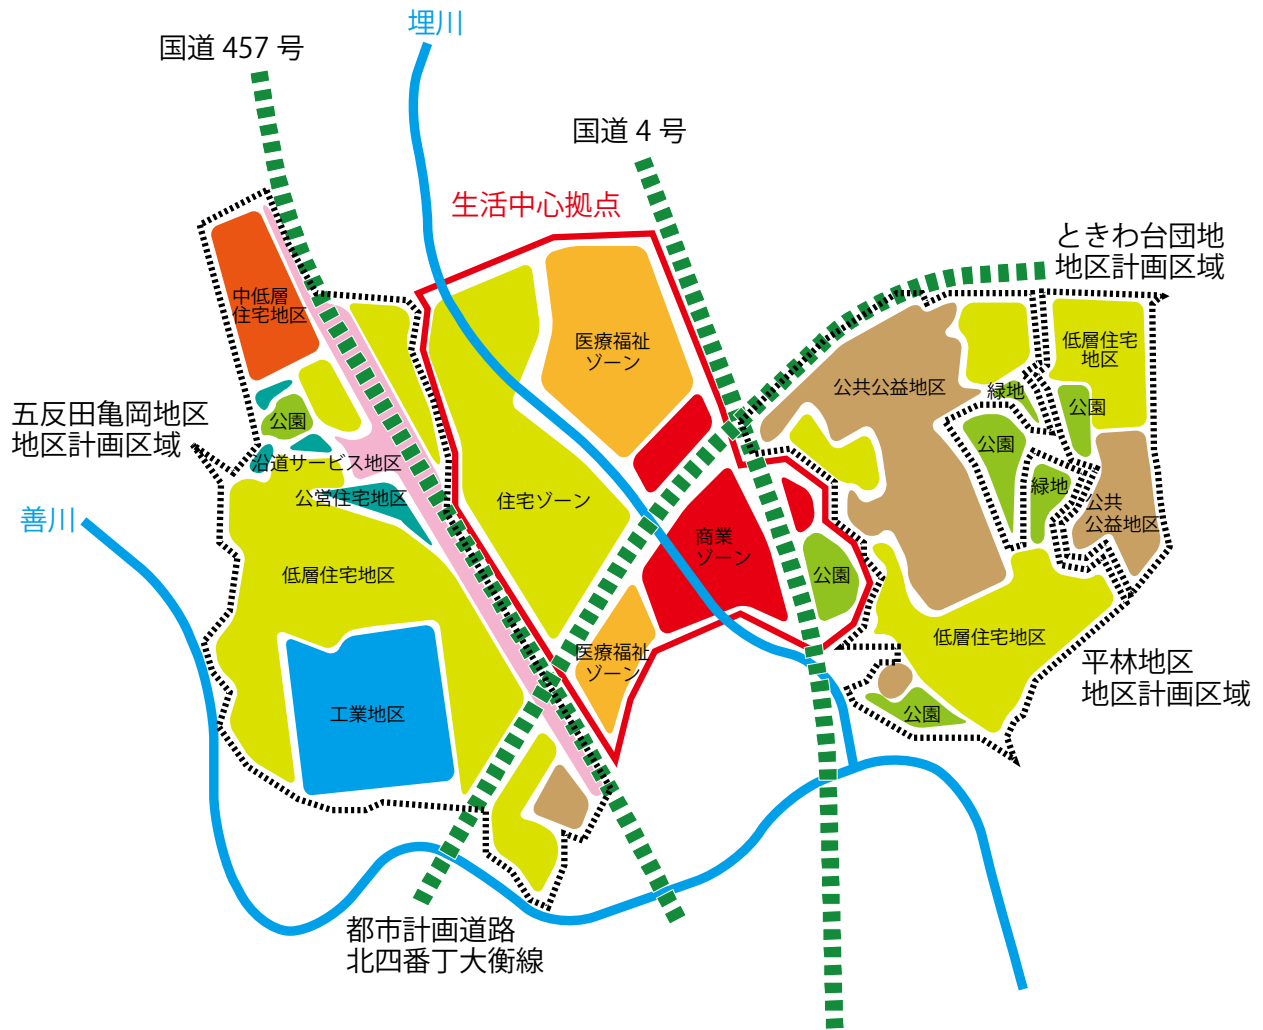 埋川
国道 457 号
国道 4 号
生活中心拠点
ときわ台団地
地区計画区域
中低層
住宅地区
医療福祉
ゾーン
低層住宅
地区
公共公益地区
緑地
公園
五反田亀岡地区
地区計画区域
公園
公園
沿道サービス地区
緑地
公営住宅地区
住宅ゾーン
公共
公益地区
善川
商業
ゾーン
低層住宅地区
公園
低層住宅地区
医療福祉
ゾーン
平林地区
地区計画区域
工業地区
公園
都市計画道路
北四番丁大衡線